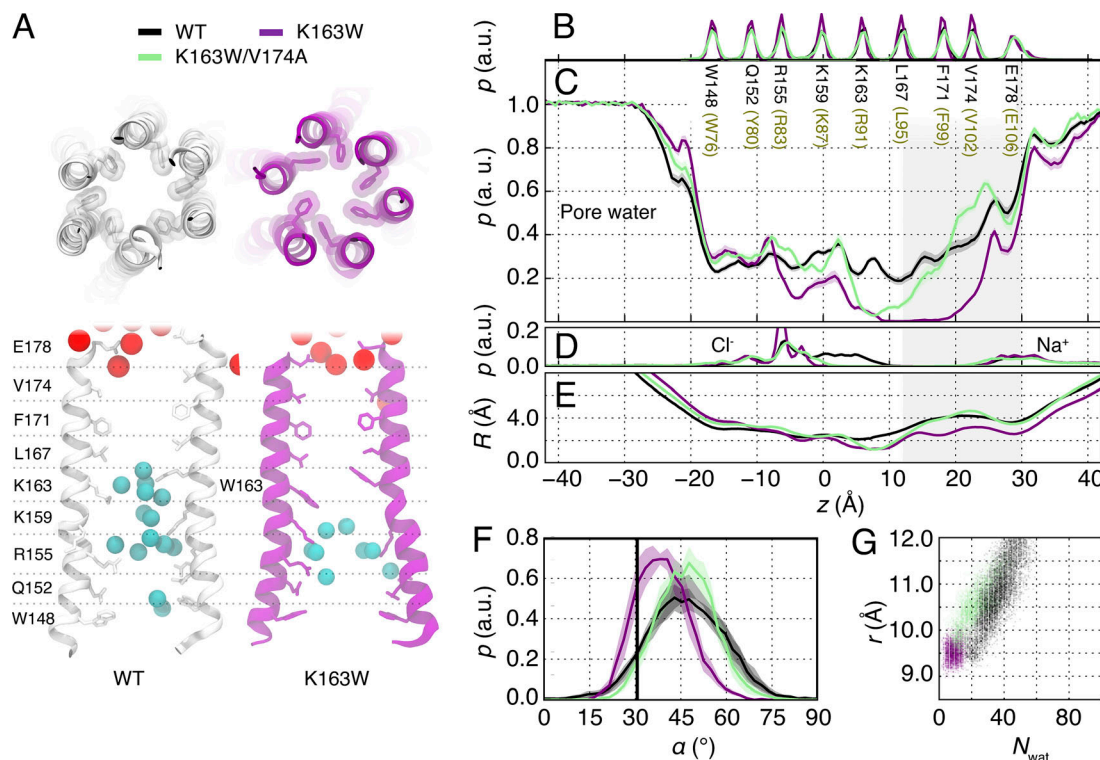 A
WT
K163W
K163W/V174A
E178
V174
F171
L167
K163
W163
K159
R155
Q152
W148
WT
K163W
B
p (a.u.)
W148 (W76)
Q152 (Y80)
R155 (R83)
K159 (K87)
K163 (R91)
L167 (L95)
F171 (F99)
V174 (V102)
E178 (E106)
C
p (a. u.)
1.0
0.8
0.6
0.4
0.2
Pore water
D
p (a.u.)
0.2
0.0
Cl-
Na+
E
R (Å)
4.0
0.0
−40 −30 −20 −10 0 10 20 30 40
z (Å)
F
p (a.u.)
0.8
0.6
0.4
0.2
0.0
0 15 30 45 60 75 90
α (°)
G
r (Å)
12.0
11.0
10.0
9.0
0 40 80
Nwat